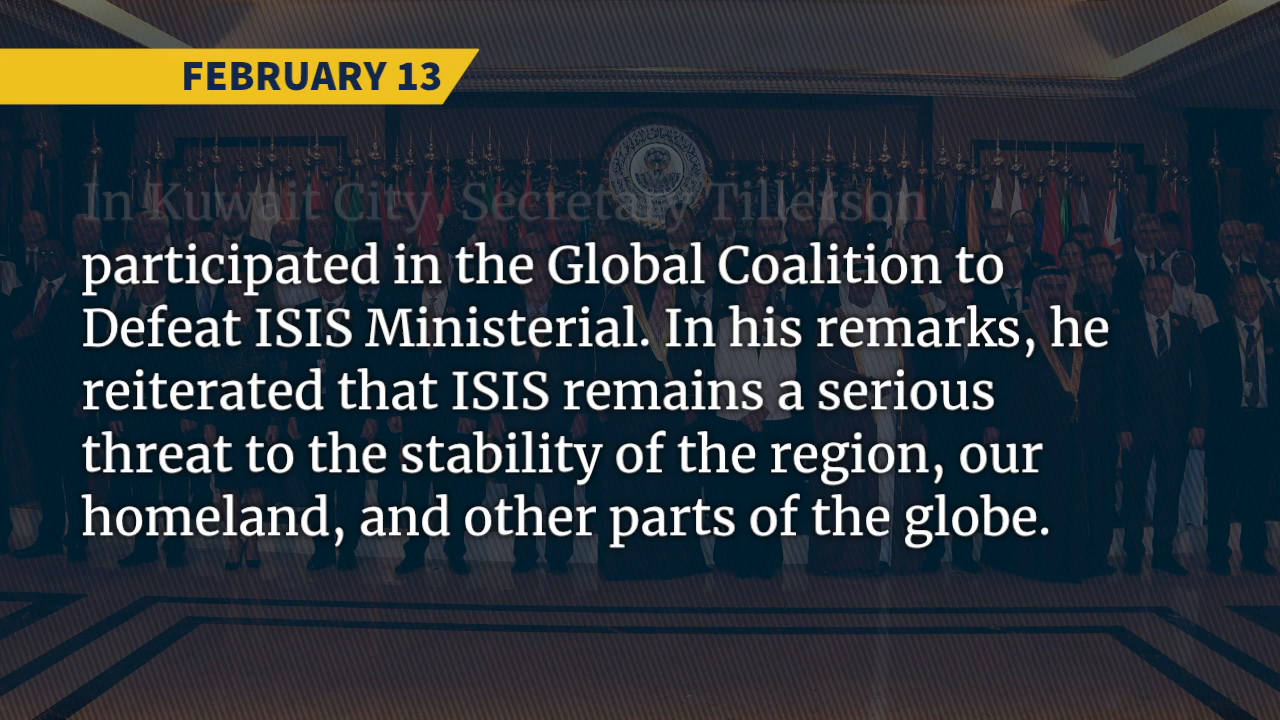 FEBRUARY 13
In Kuwait City, Secretary Tillerson
participated in the Global Coalition to
Defeat ISIS Ministerial. In his remarks, he
reiterated that ISIS remains a serious
threat to the stability of the region, our
homeland, and other parts of the globe.